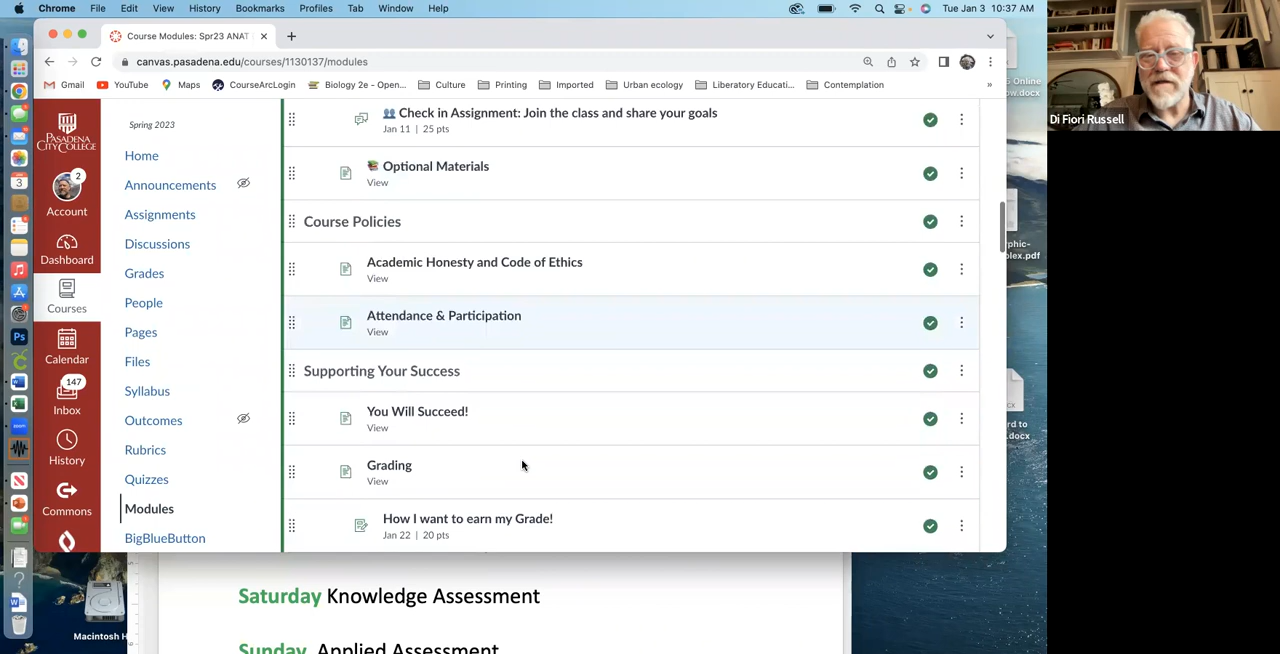 Chrome File Edit View History Bookmarks Profiles Tab Window Help
Tue Jan 3 10:37 AM
Course Modules: Spr23 ANAT
canvas.pasadena.edu/courses/1130137/modules
Gmail YouTube Maps CourseArcLogin Biology 2e - Open... Culture Printing Imported Urban ecology Liberatory Educati... Contemplation »
PASADENA
CITY COLLEGE
2
Account
Dashboard
Courses
Calendar
147
Inbox
History
Commons
Spring 2023
Home
Announcements
Assignments
Discussions
Grades
People
Pages
Files
Syllabus
Outcomes
Rubrics
Quizzes
Modules
BigBlueButton
Check in Assignment: Join the class and share your goals
Jan 11 | 25 pts
Optional Materials
View
Course Policies
Academic Honesty and Code of Ethics
View
Attendance & Participation
View
Supporting Your Success
You Will Succeed!
View
Grading
View
How I want to earn my Grade!
Jan 22 | 20 pts
Di Fiori Russell
Saturday Knowledge Assessment
Sunday Applied Assessment
Macintosh H